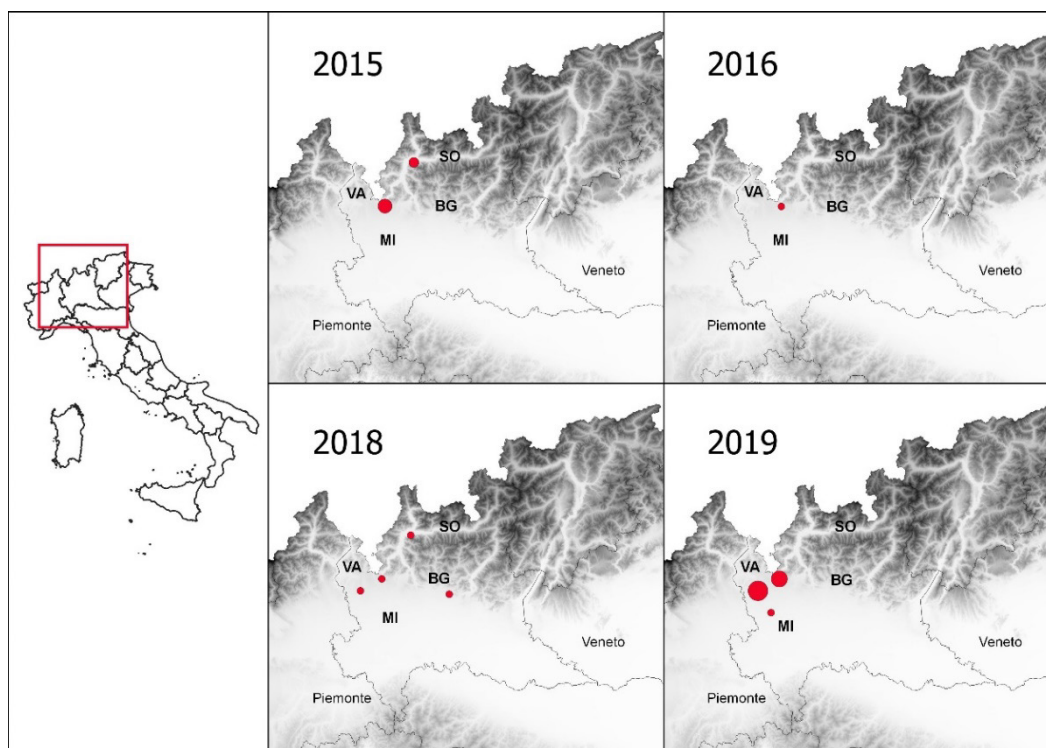 2015
SO
VA
BG
MI
Veneto
Piemonte
2016
SO
VA
BG
MI
Veneto
Piemonte
2018
SO
VA
BG
MI
Veneto
Piemonte
2019
SO
VA
BG
MI
Veneto
Piemonte